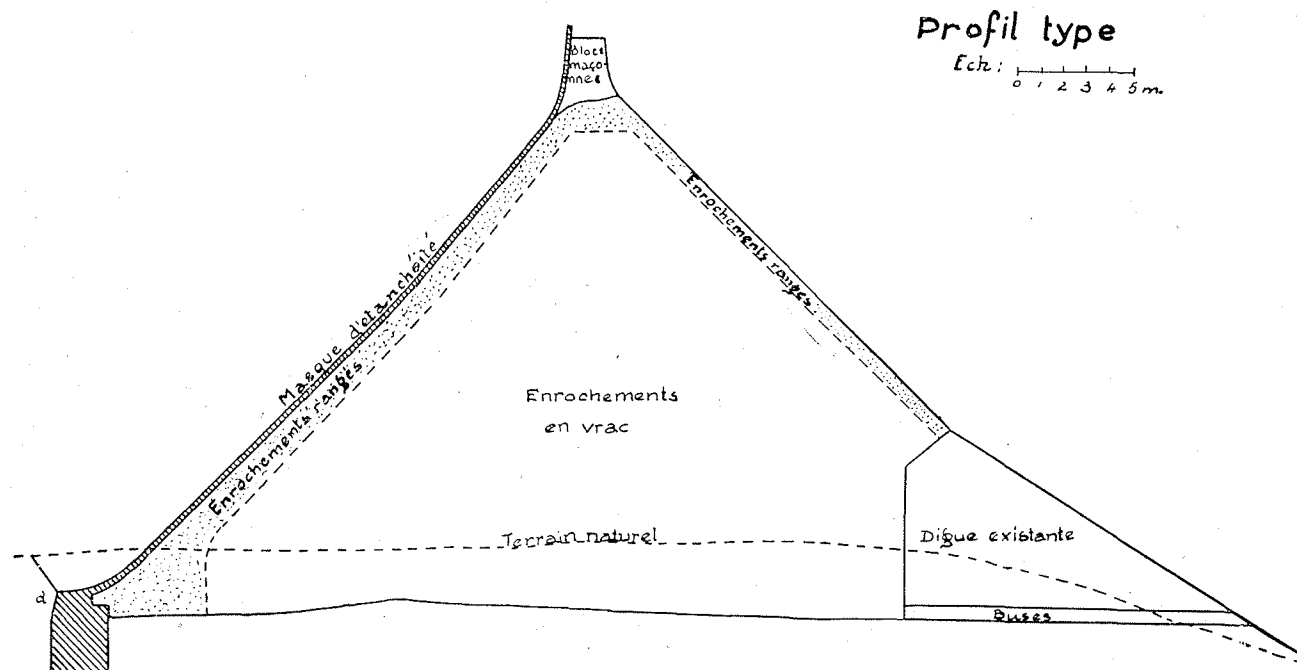 Profil type
Ech:
0 1 2 3 4 5 m.
Blocs
maço-
nnés
Masque d'étanchéité
Enrochements rangés
Enrochements rangés
Enrochements
en vrac
Terrain naturel
Digue existante
Buses
d